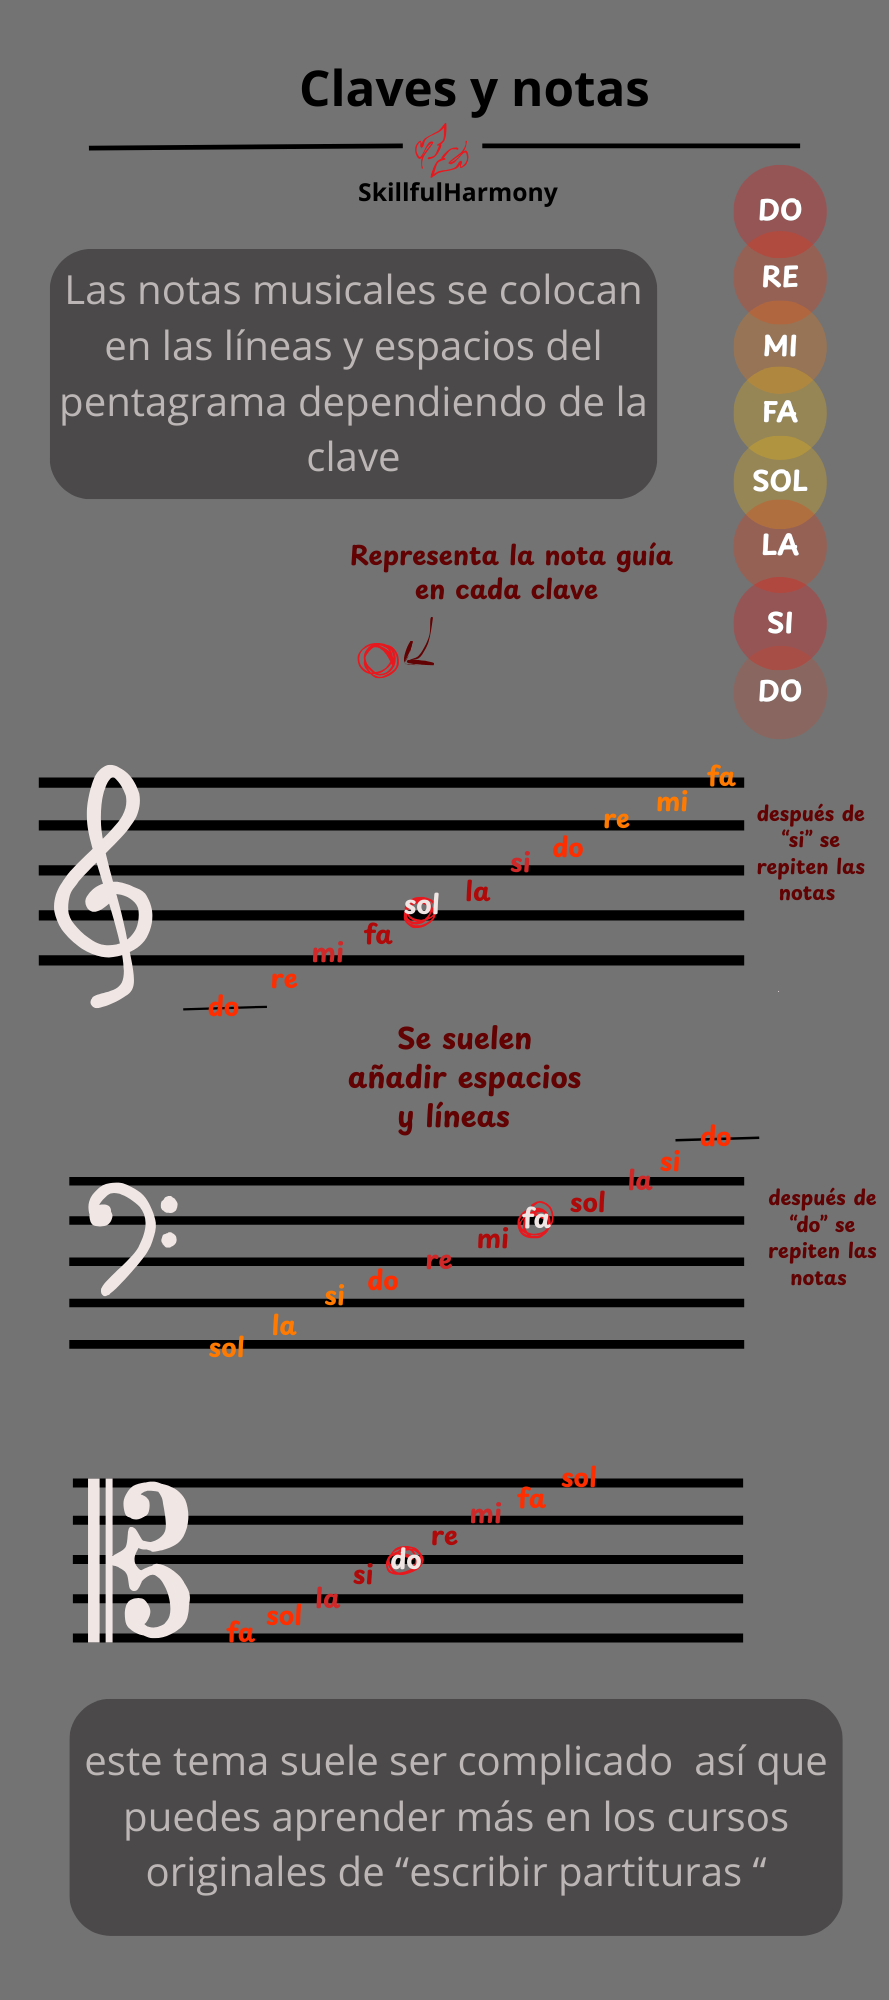 Claves y notas
SkillfulHarmony
DO
RE
MI
FA
SOL
LA
SI
DO
Las notas musicales se colocan
en las líneas y espacios del
pentagrama dependiendo de la
clave
Representa la nota guía
en cada clave
fa
mi
re
do
si
la
sol
fa
mi
re
do
después de
“si” se
repiten las
notas
Se suelen
añadir espacios
y líneas
do
si
la
sol
fa
mi
re
do
si
la
sol
después de
“do” se
repiten las
notas
sol
fa
mi
re
do
si
la
sol
fa
este tema suele ser complicado  así que
puedes aprender más en los cursos
originales de “escribir partituras “